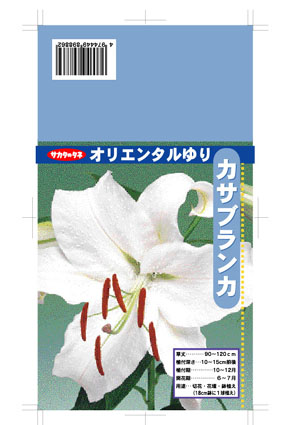 4 974449 898862
サカタのタネ
オリエンタルゆり
カサブランカ
草丈………90～120cm
植付深さ…10～15cm前後
植付期…………10～12月
開花期……………6～7月
用途……切花・花壇・鉢植え
(18cm鉢に1球植え)